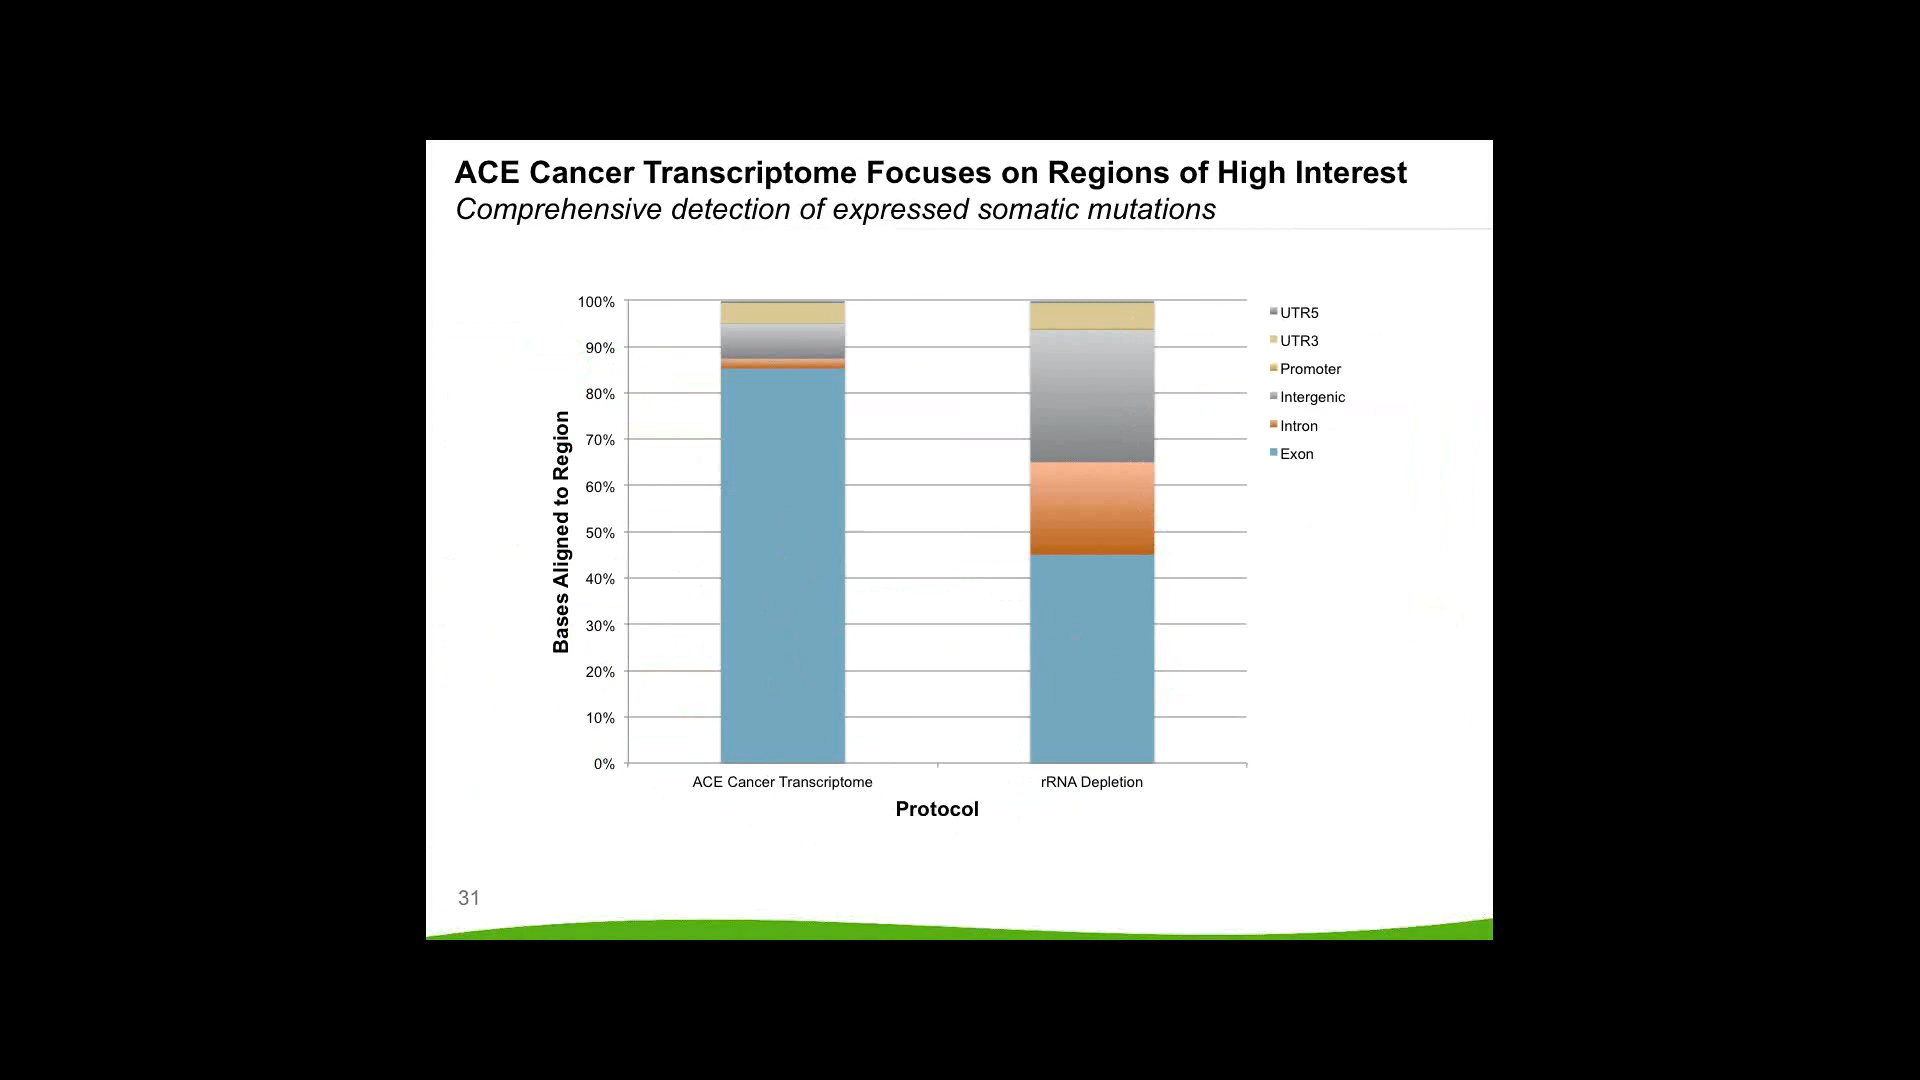 ACE Cancer Transcriptome Focuses on Regions of High Interest
Comprehensive detection of expressed somatic mutations
100%
90%
80%
70%
60%
50%
40%
30%
20%
10%
0%
Bases Aligned to Region
ACE Cancer Transcriptome
rRNA Depletion
Protocol
UTR5
UTR3
Promoter
Intergenic
Intron
Exon
31